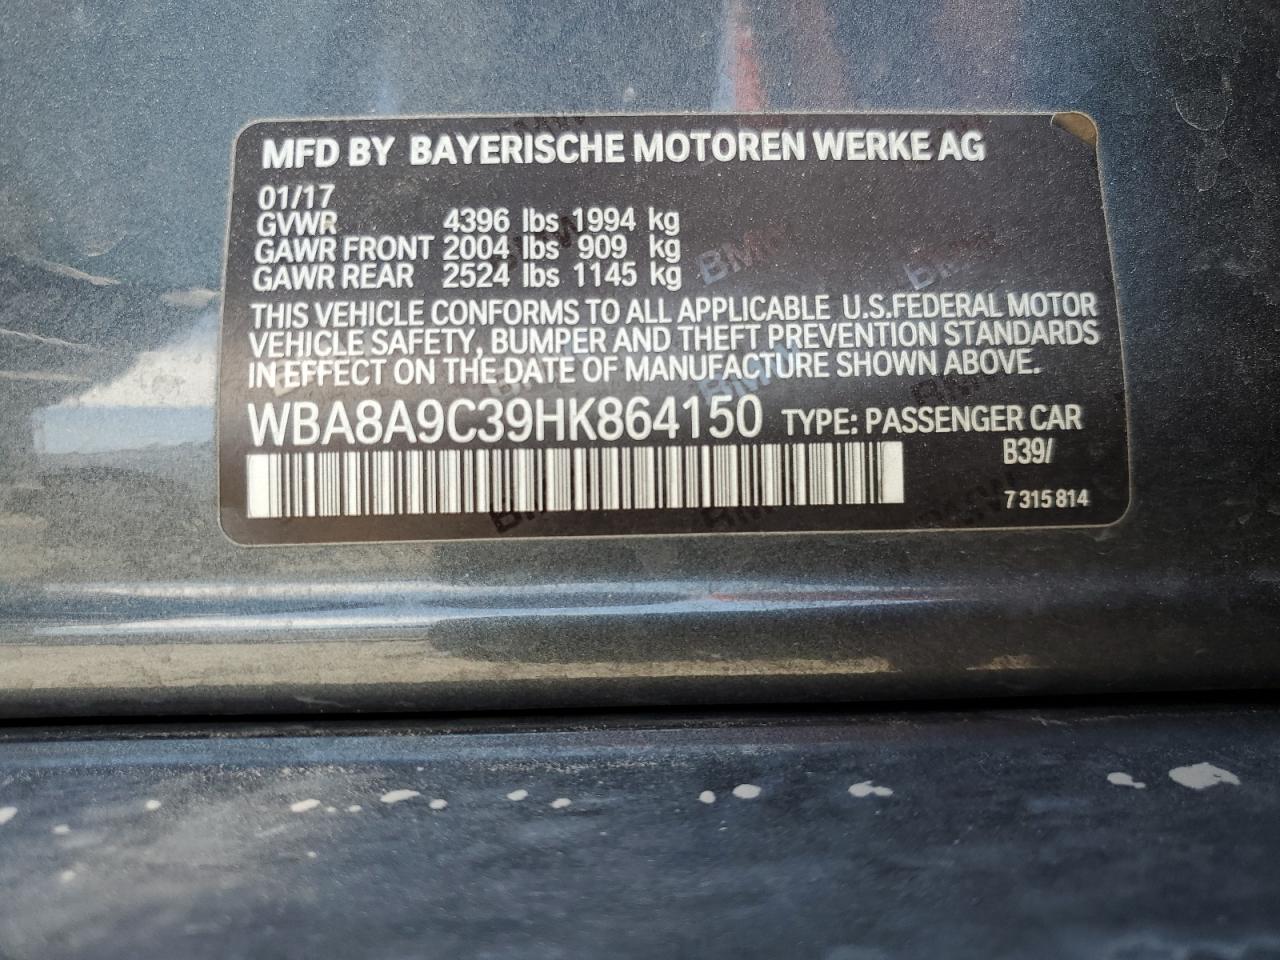 MFD BY BAYERISCHE MOTOREN WERKE AG
01/17
GVWR 4396 lbs 1994 kg
GAWR FRONT 2004 lbs 909 kg
GAWR REAR 2524 lbs 1145 kg
THIS VEHICLE CONFORMS TO ALL APPLICABLE U.S.FEDERAL MOTOR
VEHICLE SAFETY, BUMPER AND THEFT PREVENTION STANDARDS
IN EFFECT ON THE DATE OF MANUFACTURE SHOWN ABOVE.
WBA8A9C39HK864150 TYPE: PASSENGER CAR
B39/
7 315 814